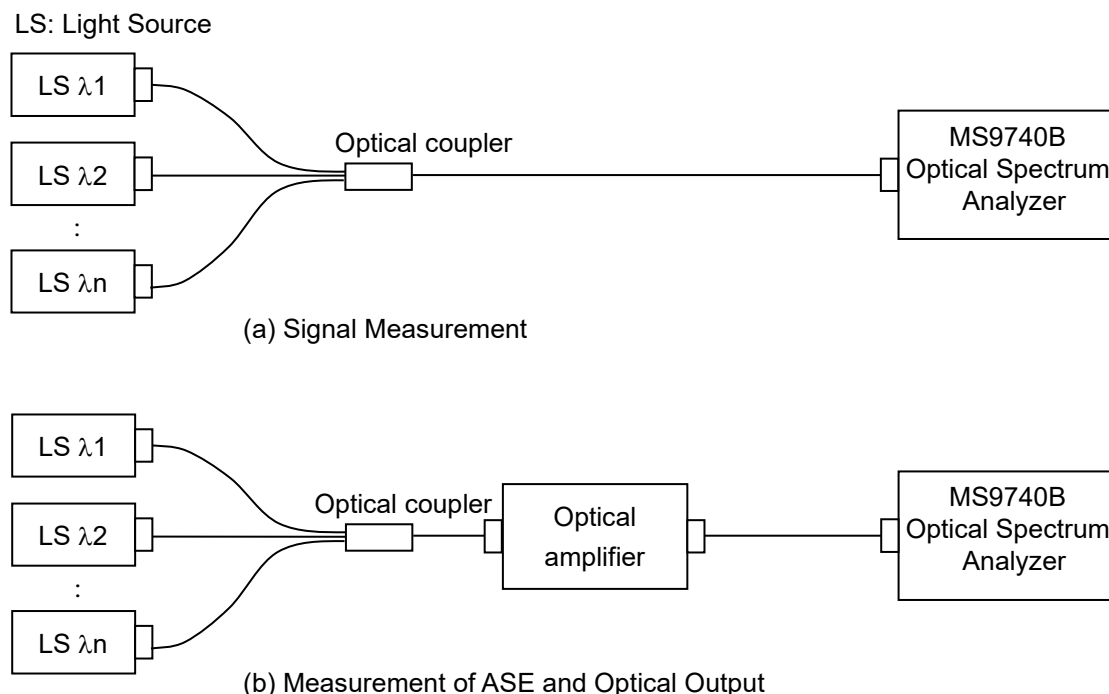 LS: Light Source
LS λ1
Optical coupler
LS λ2
:
LS λn
MS9740B
Optical Spectrum
Analyzer
(a) Signal Measurement
LS λ1
Optical coupler
LS λ2
:
LS λn
Optical
amplifier
MS9740B
Optical Spectrum
Analyzer
(b) Measurement of ASE and Optical Output